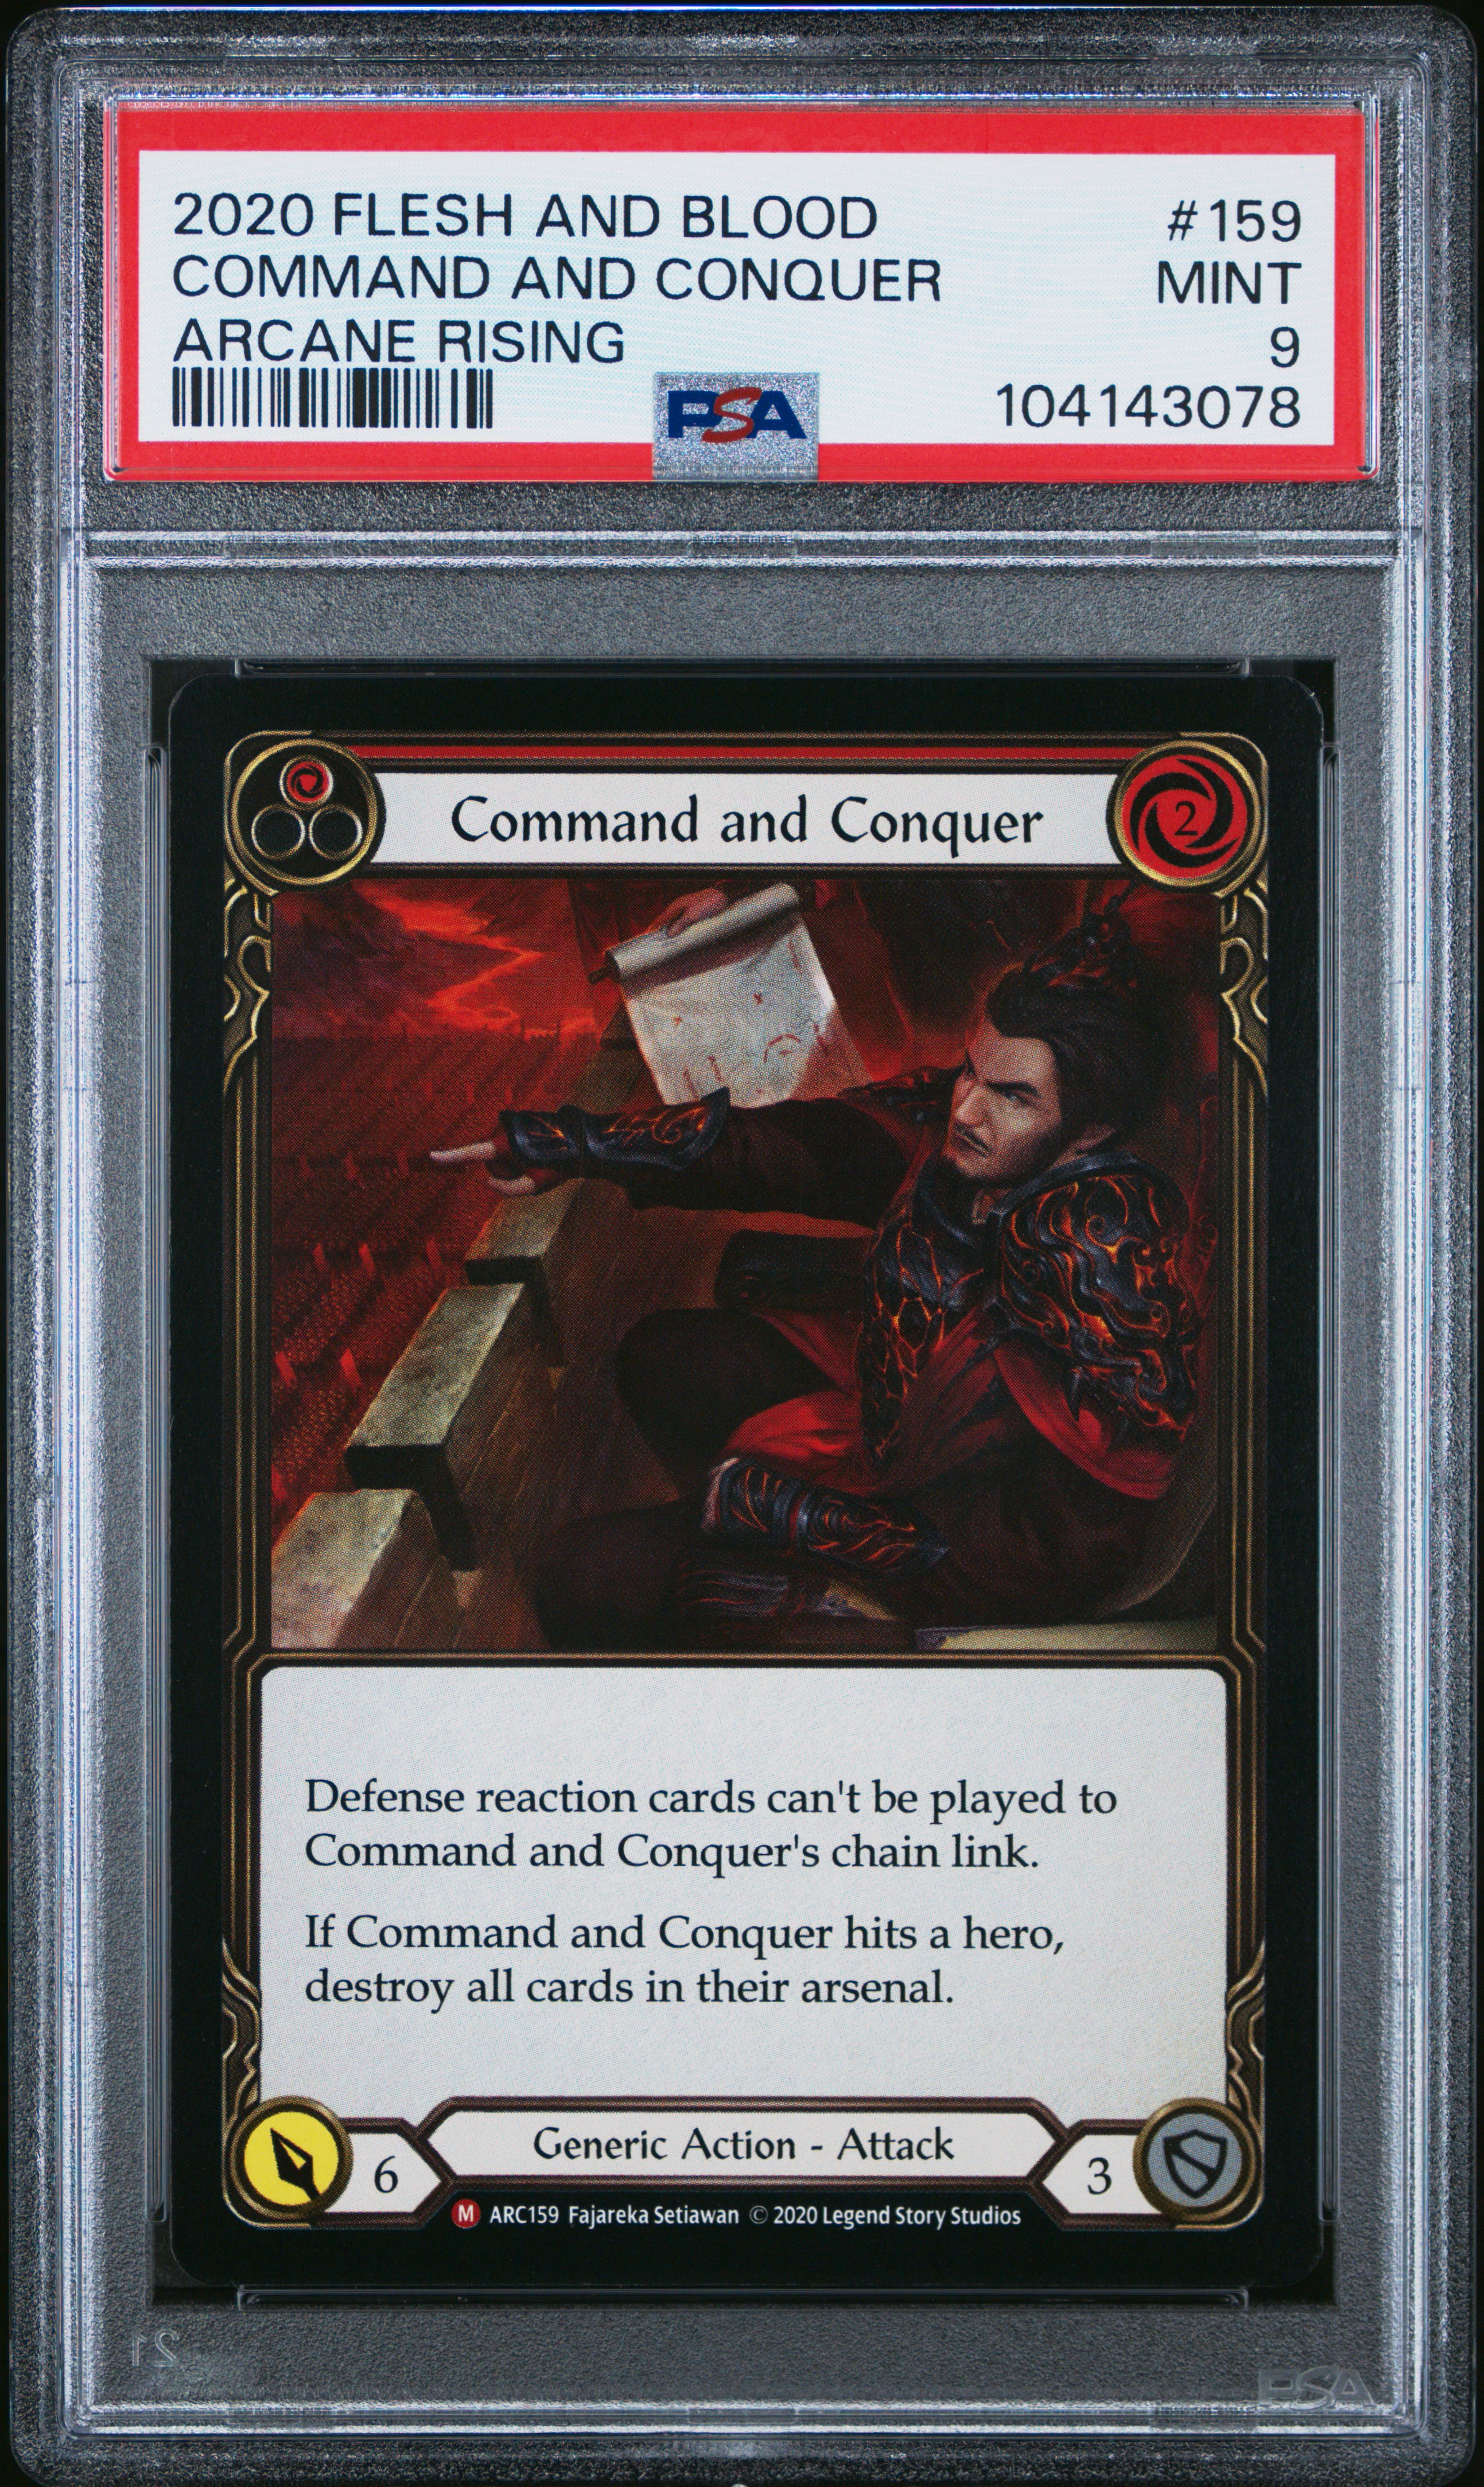 2020 FLESH AND BLOOD #159
COMMAND AND CONQUER MINT
ARCANE RISING 9
PSA 104143078
Command and Conquer 2
Defense reaction cards can't be played to
Command and Conquer's chain link.
If Command and Conquer hits a hero,
destroy all cards in their arsenal.
6 Generic Action - Attack 3
M ARC159 Fajareka Setiawan © 2020 Legend Story Studios
21
PSA